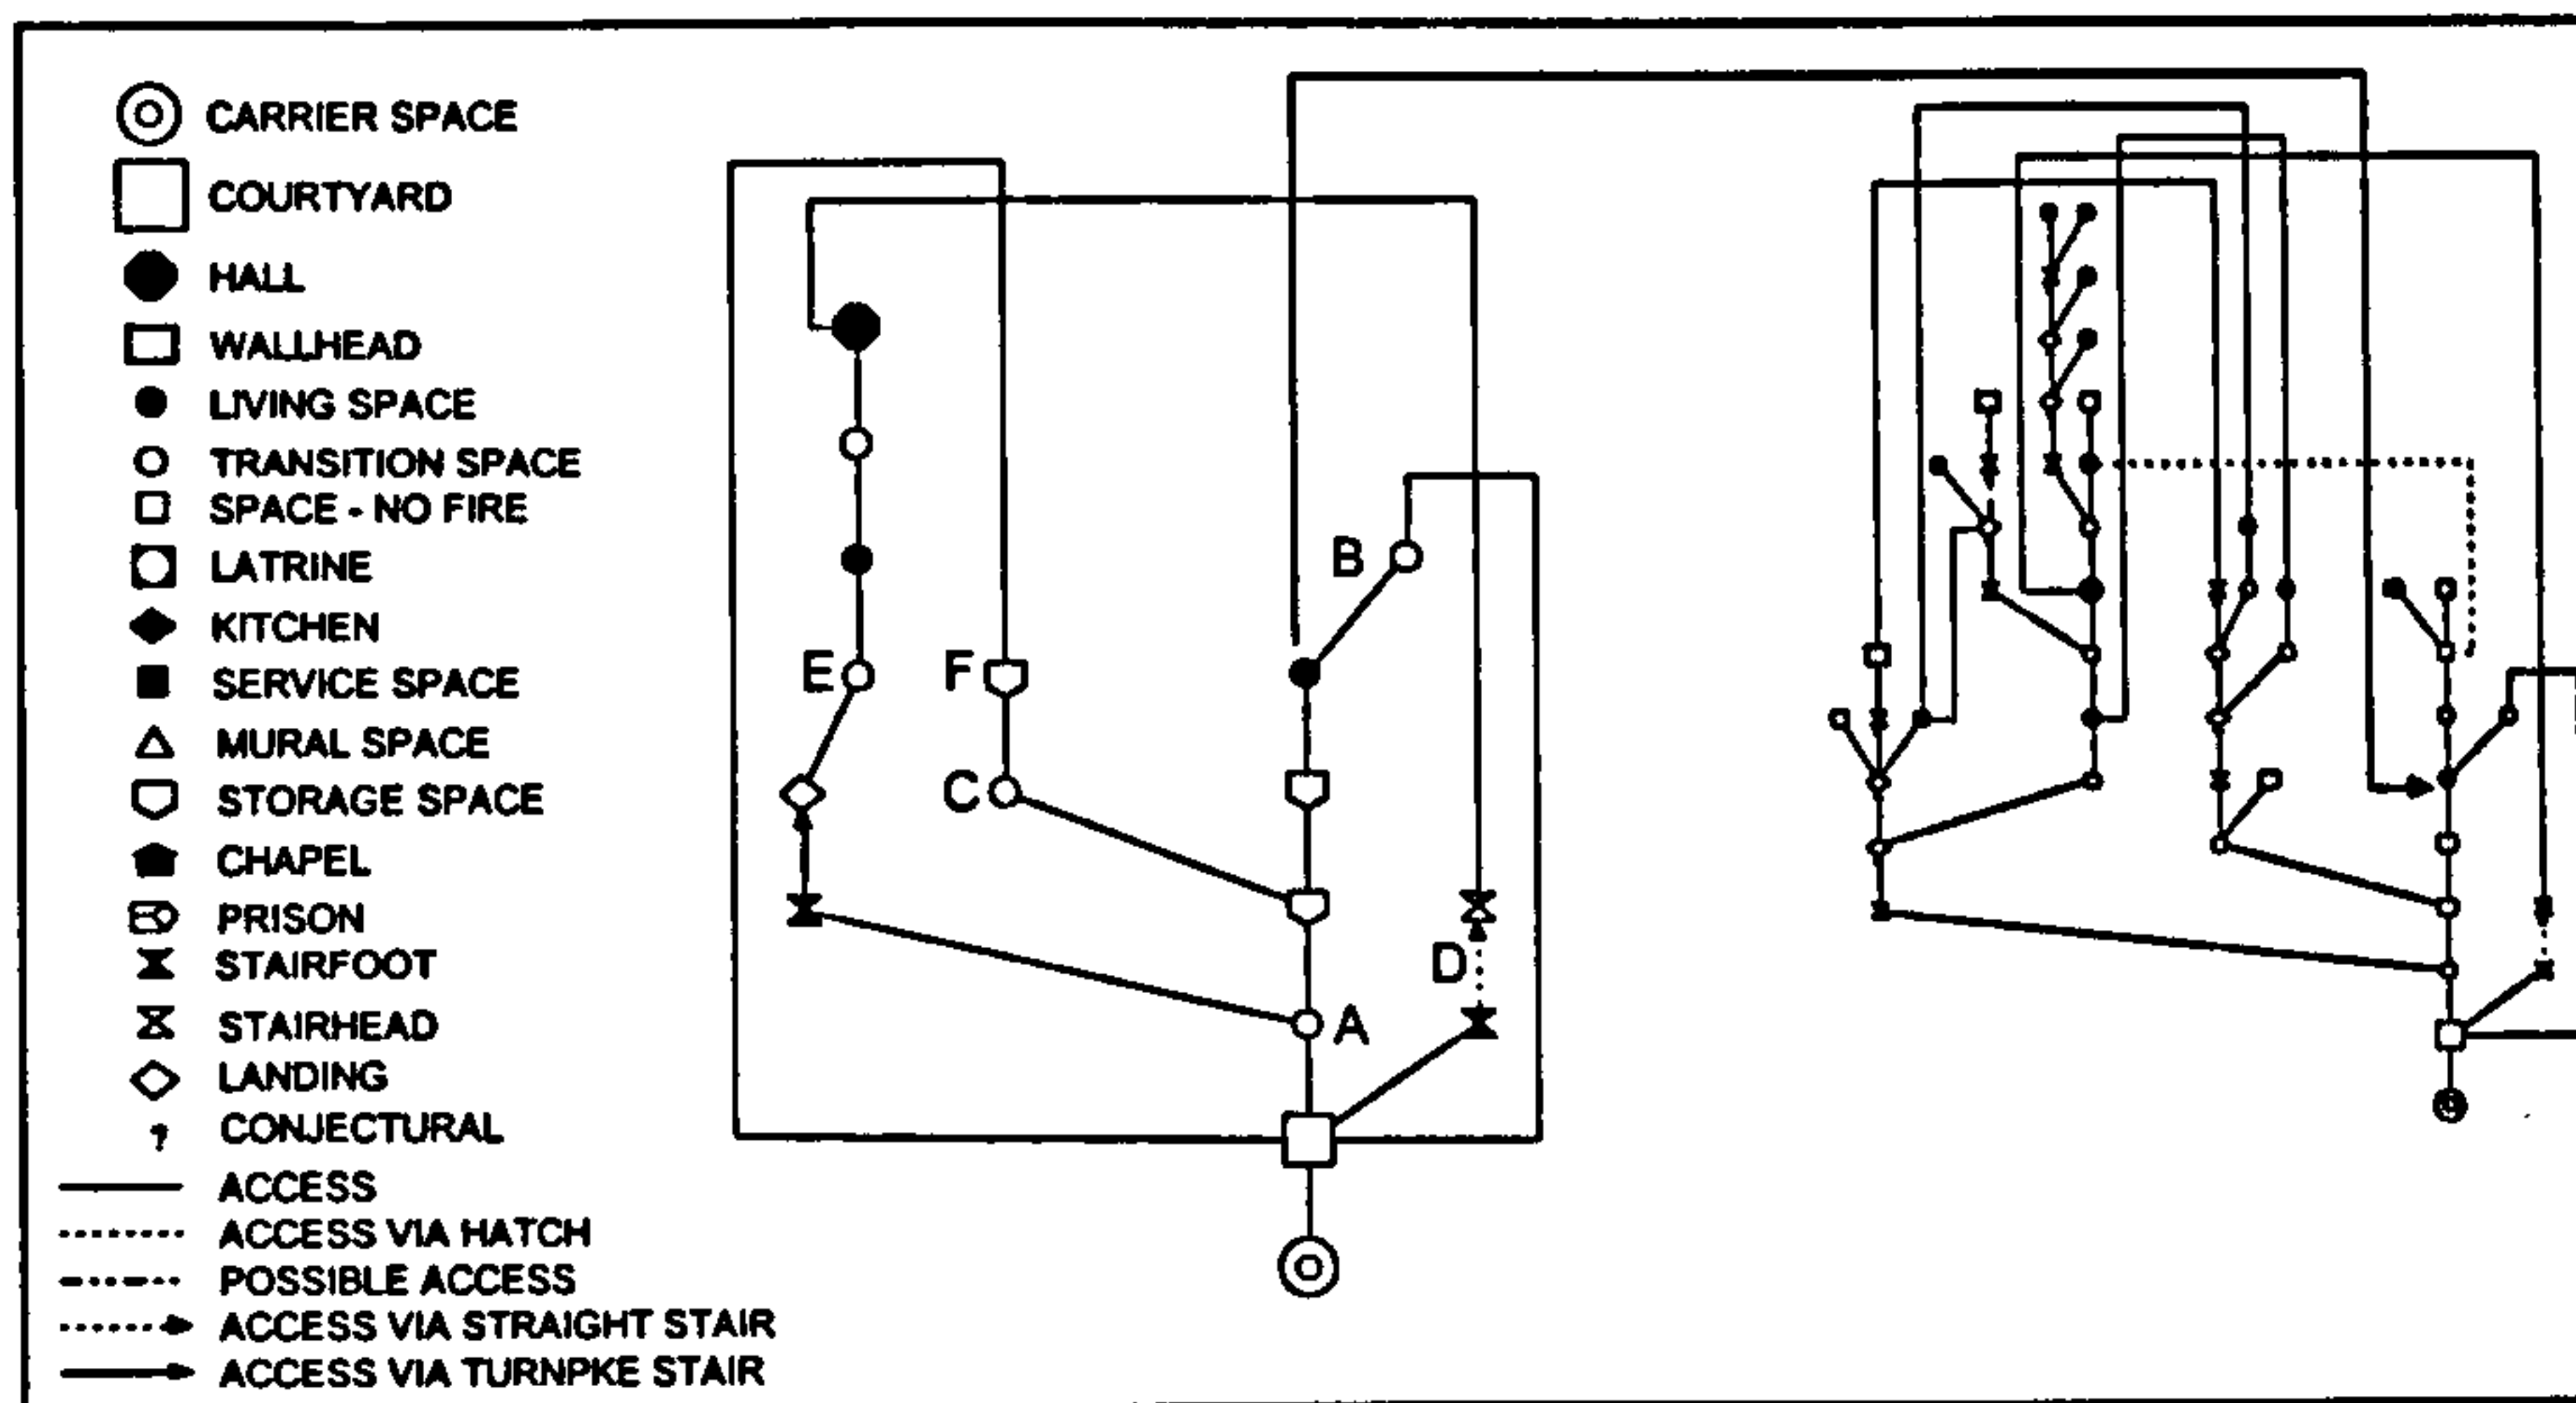 CARRIER SPACE
COURTYARD
HALL
WALLHEAD
LIVING SPACE
TRANSITION SPACE
SPACE - NO FIRE
LATRINE
KITCHEN
SERVICE SPACE
MURAL SPACE
STORAGE SPACE
CHAPEL
PRISON
STAIRFOOT
STAIRHEAD
LANDING
? CONJECTURAL
ACCESS
ACCESS VIA HATCH
POSSIBLE ACCESS
ACCESS VIA STRAIGHT STAIR
ACCESS VIA TURNPKE STAIR
B
E
F
C
D
A